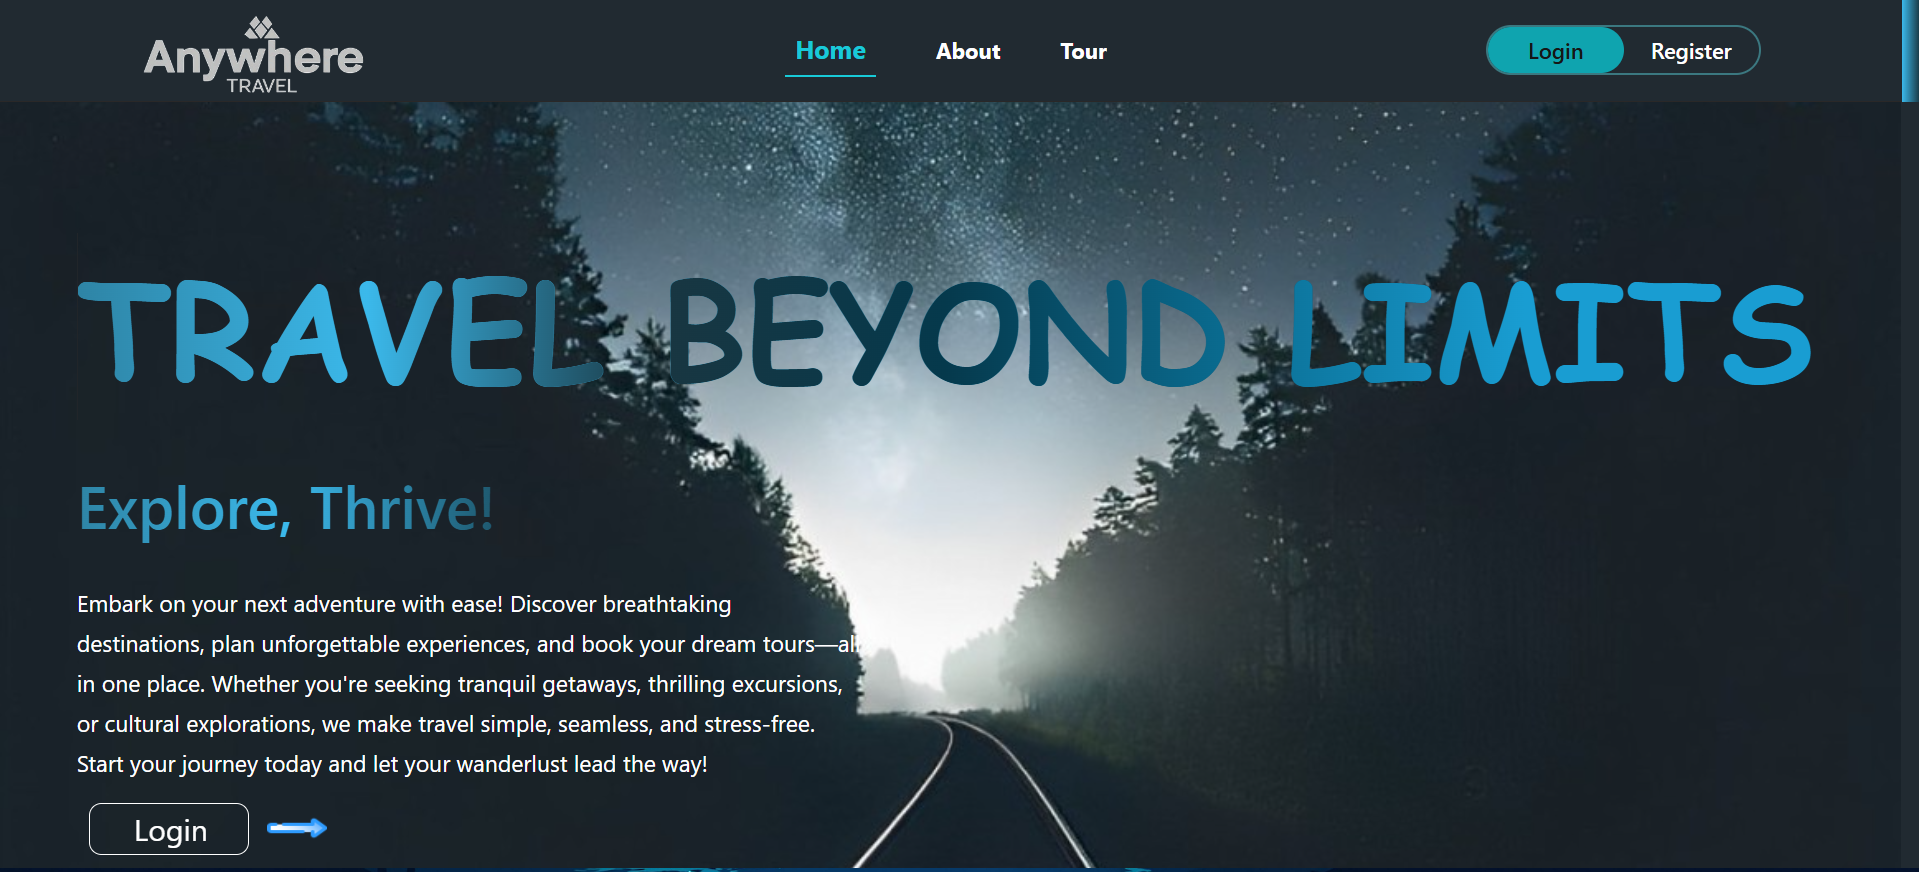 Anywhere
TRAVEL
Home About Tour
Login Register
TRAVEL BEYOND LIMITS
Explore, Thrive!
Embark on your next adventure with ease! Discover breathtaking
destinations, plan unforgettable experiences, and book your dream tours—all
in one place. Whether you're seeking tranquil getaways, thrilling excursions,
or cultural explorations, we make travel simple, seamless, and stress-free.
Start your journey today and let your wanderlust lead the way!
Login